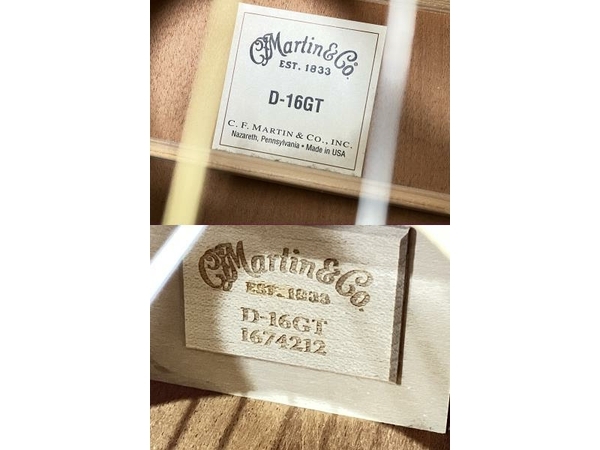 CFMartin & Co
EST. 1833
D-16GT
C. F. MARTIN & CO., INC.
Nazareth, Pennsylvania • Made in USA
CFMartin & Co.
EST. 1833
D-16GT
1674212